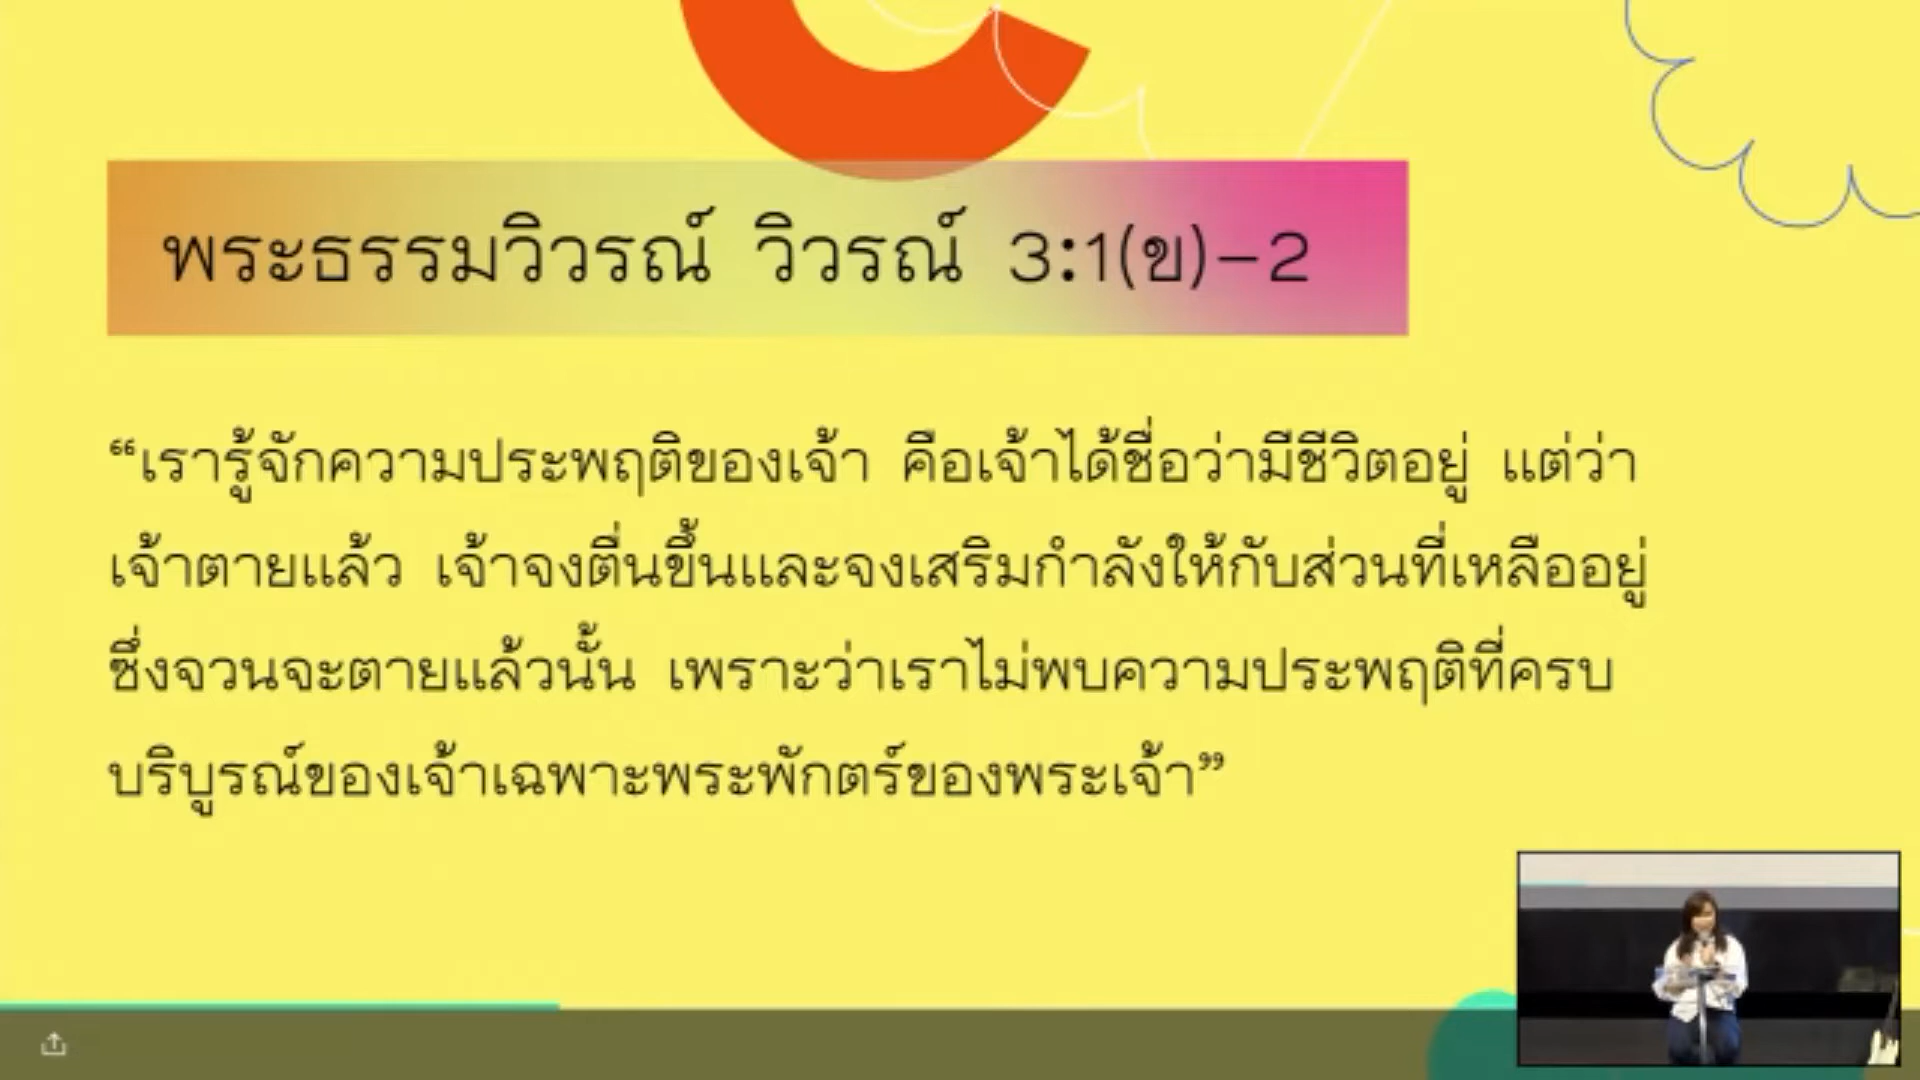 พระธรรมวิวรณ์ วิวรณ์ 3:1(ข)-2
“เรารู้จักความประพฤติของเจ้า คือเจ้าได้ชื่อว่ามีชีวิตอยู่ แต่ว่า
เจ้าตายแล้ว เจ้าจงตื่นขึ้นและจงเสริมกำลังให้กับส่วนที่เหลืออยู่
ซึ่งจวนจะตายแล้วนั้น เพราะว่าเราไม่พบความประพฤติที่ครบ
บริบูรณ์ของเจ้าเฉพาะพระพักตร์ของพระเจ้า”